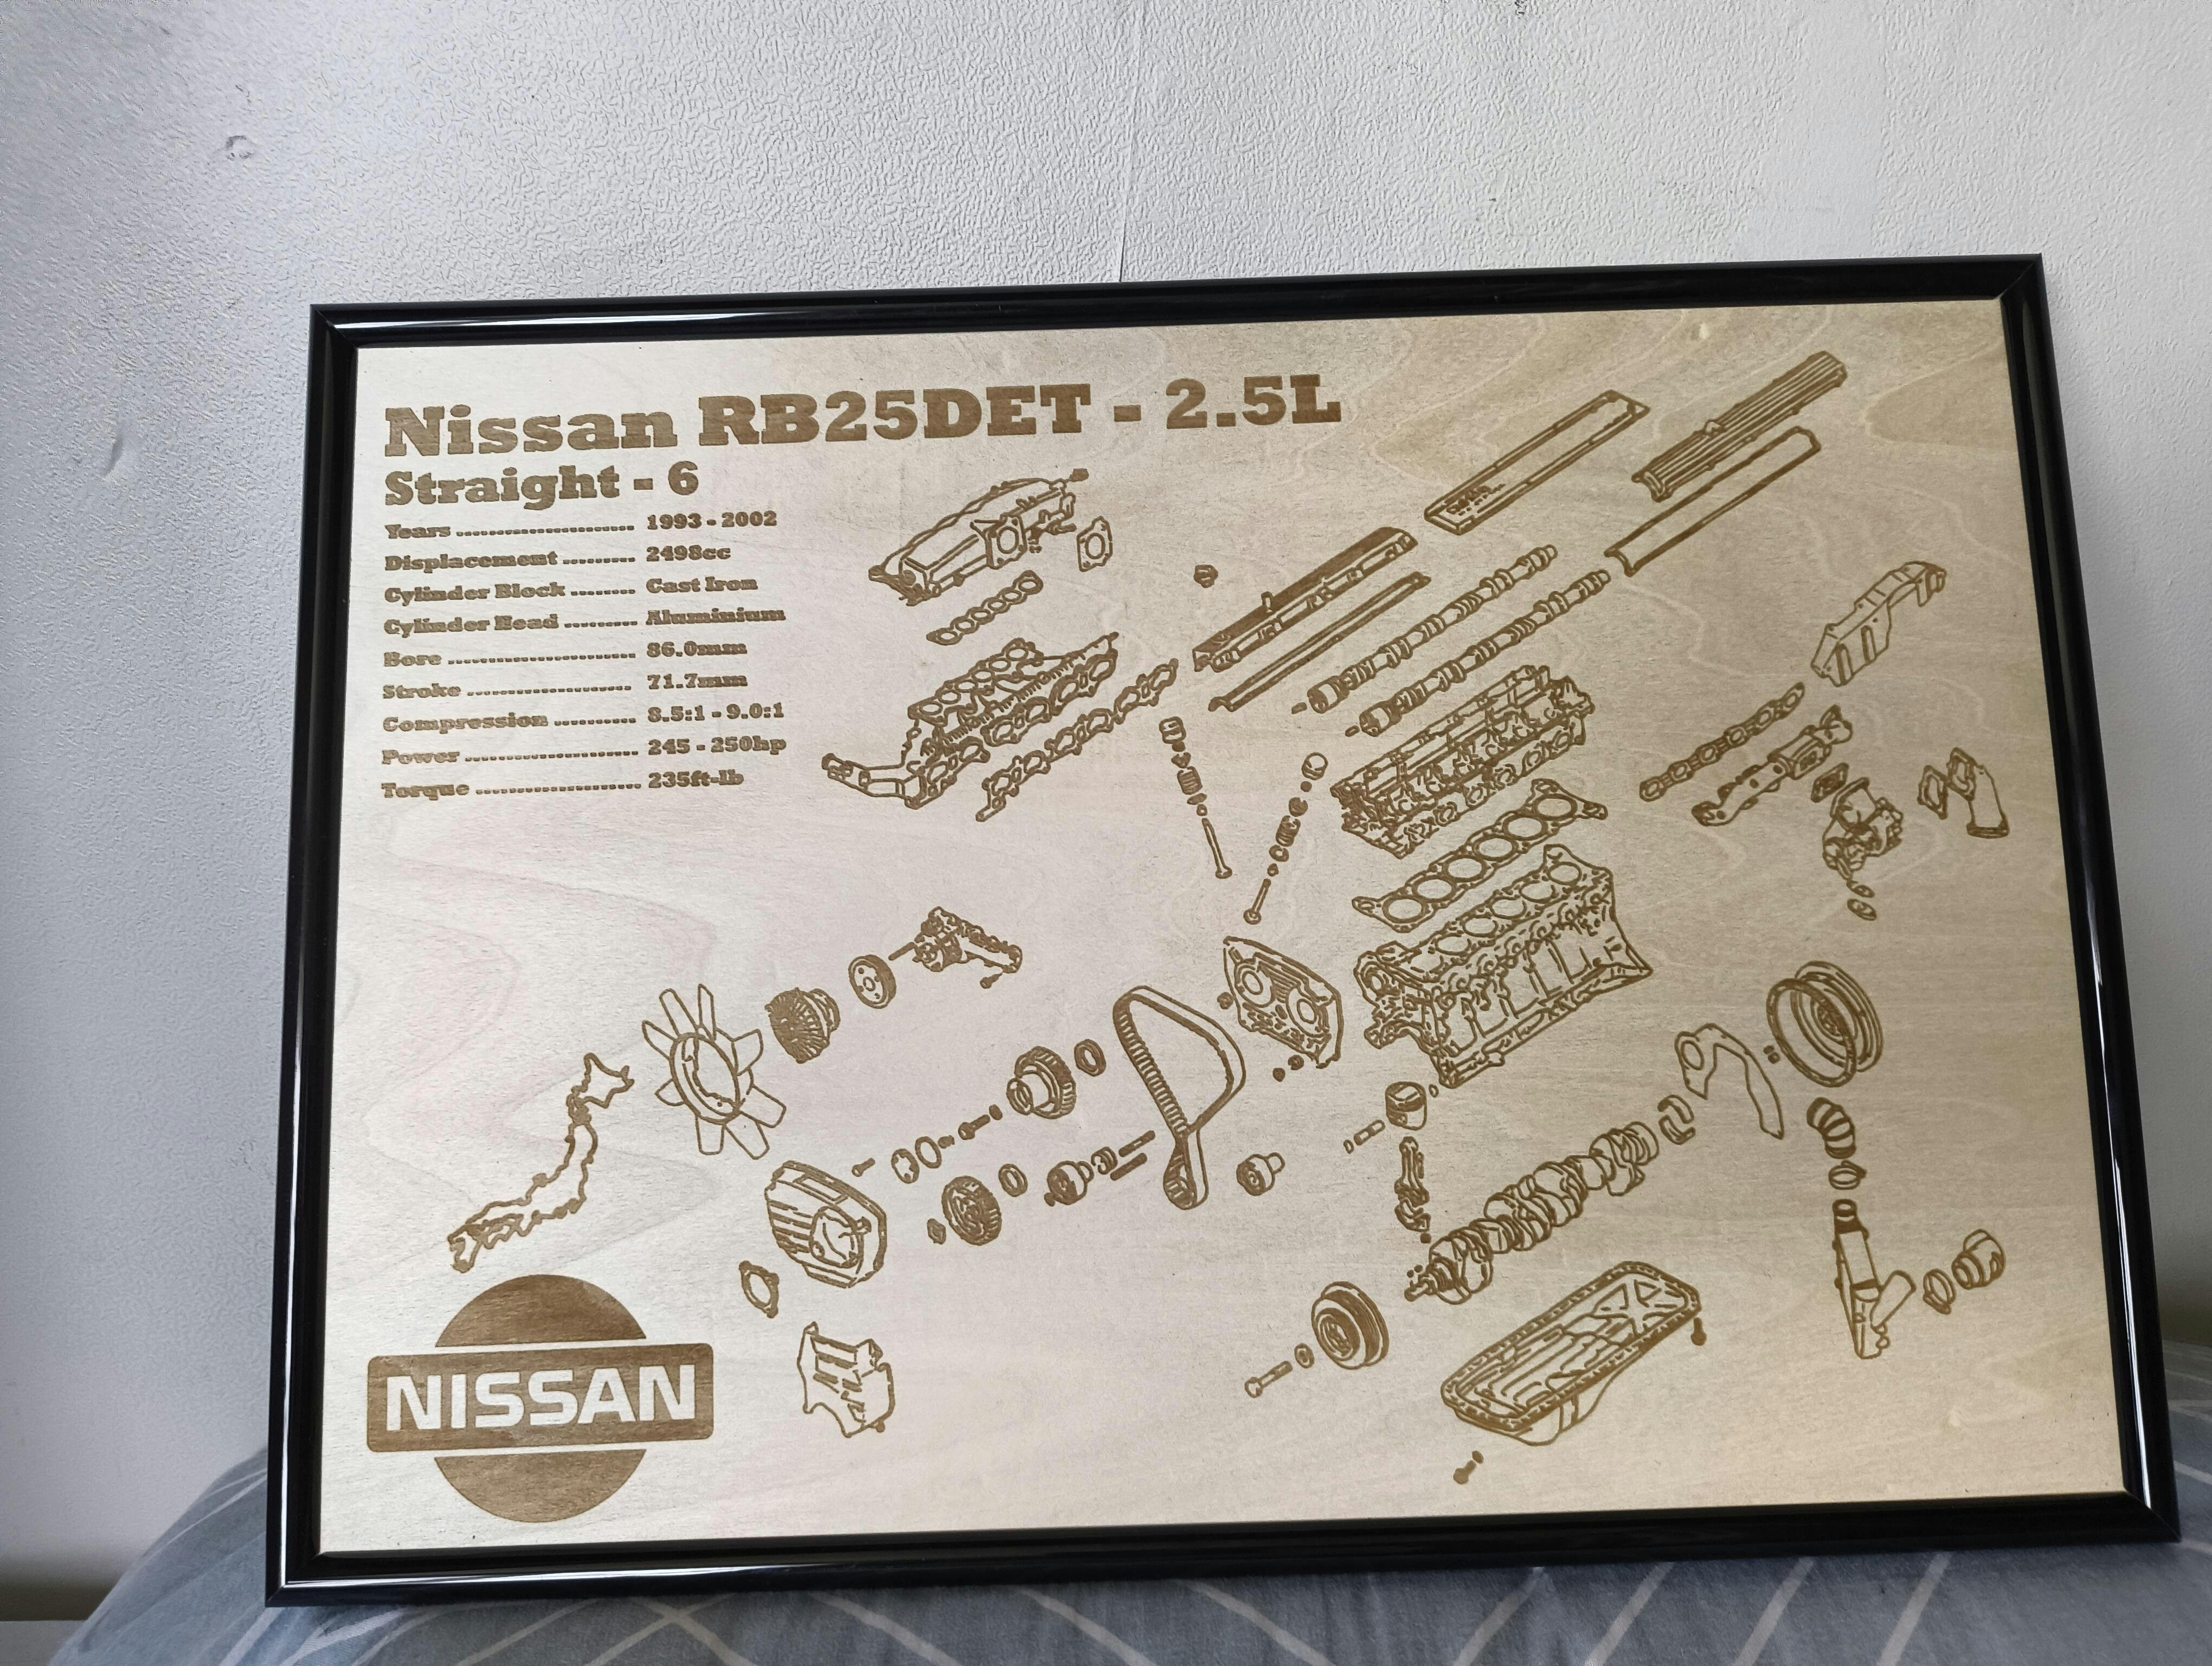 Nissan RB25DET - 2.5L
Straight - 6
Years ........................ 1993 - 2002
Displacement .......... 2498cc
Cylinder Block ........ Cast Iron
Cylinder Head .......... Aluminium
Bore .......................... 86.0mm
Stroke ...................... 71.7mm
Compression ........... 8.5:1 - 9.0:1
Power ....................... 245 - 250hp
Torque ...................... 235ft-lb
NISSAN